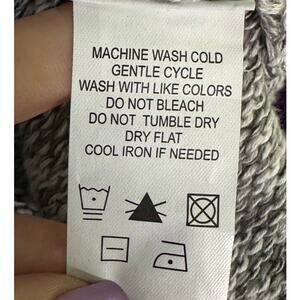 MACHINE WASH COLD
GENTLE CYCLE
WASH WITH LIKE COLORS
DO NOT BLEACH
DO NOT TUMBLE DRY
DRY FLAT
COOL IRON IF NEEDED